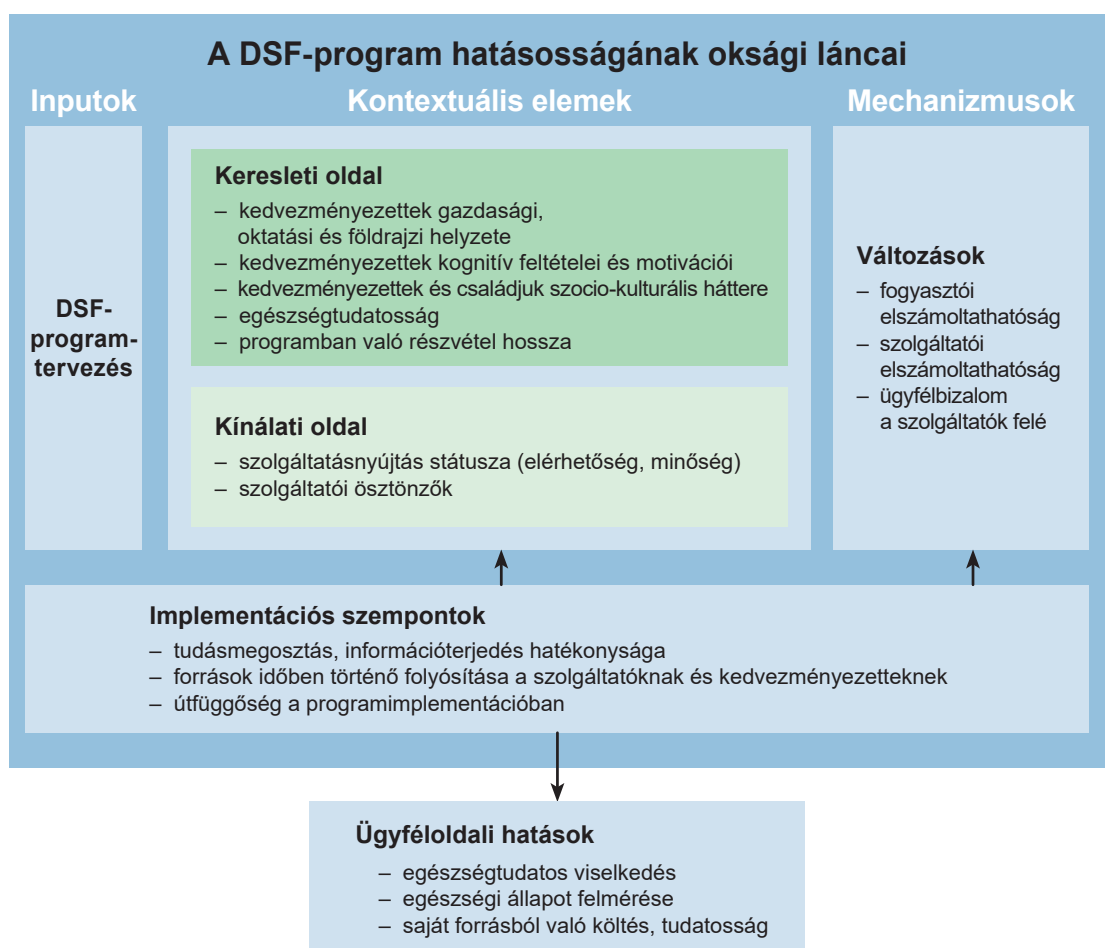 A DSF-program hatásosságának oksági láncai
Inputok
Kontextuális elemek
Mechanizmusok
DSF-
program-
tervezés
Keresleti oldal
– kedvezményezettek gazdasági,
oktatási és földrajzi helyzete
– kedvezményezettek kognitív feltételei és motivációi
– kedvezményezettek és családjuk szocio-kulturális háttere
– egészségtudatosság
– programban való részvétel hossza
Kínálati oldal
– szolgáltatásnyújtás státusza (elérhetőség, minőség)
– szolgáltatói ösztönzők
Változások
– fogyasztói
elszámoltathatóság
– szolgáltatói
elszámoltathatóság
– ügyfélbizalom
a szolgáltatók felé
Implementációs szempontok
– tudásmegosztás, információterjedés hatékonysága
– források időben történő folyósítása a szolgáltatóknak és kedvezményezetteknek
– útfüggőség a programimplementációban
Ügyféloldali hatások
– egészségtudatos viselkedés
– egészségi állapot felmérése
– saját forrásból való költés, tudatosság